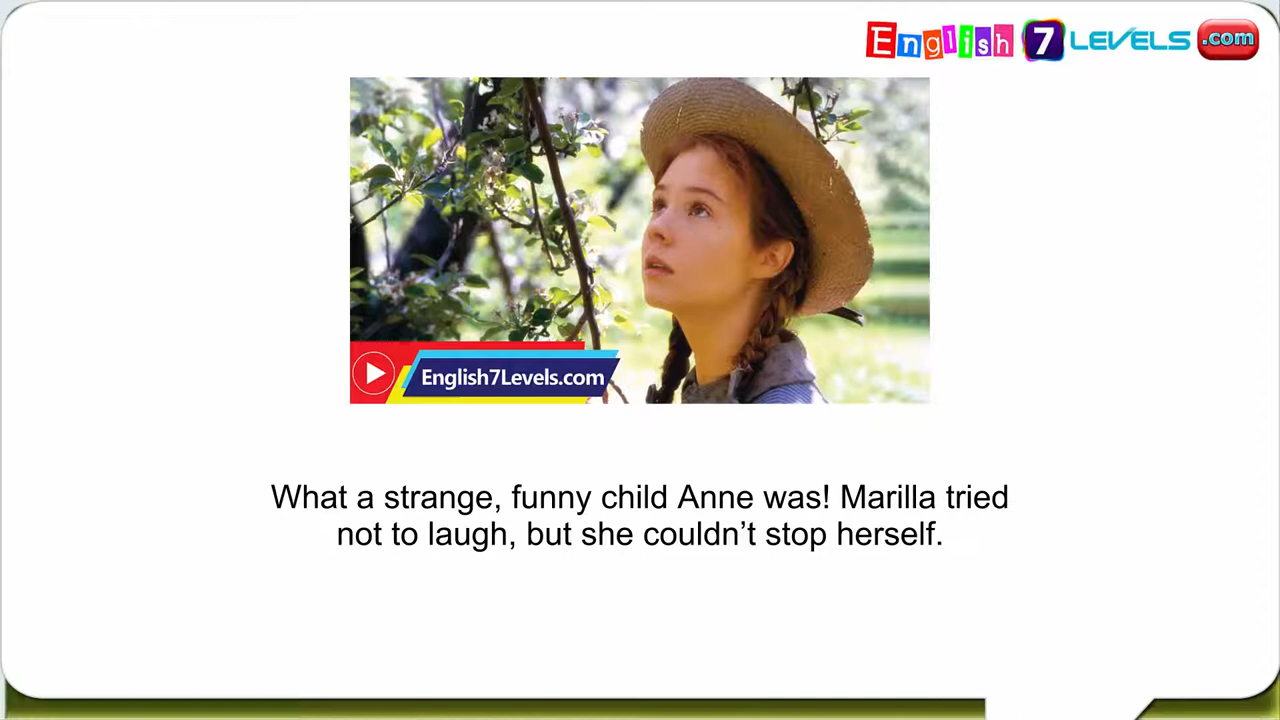 English 7 LEVELS .com
English7Levels.com
What a strange, funny child Anne was! Marilla tried
not to laugh, but she couldn’t stop herself.